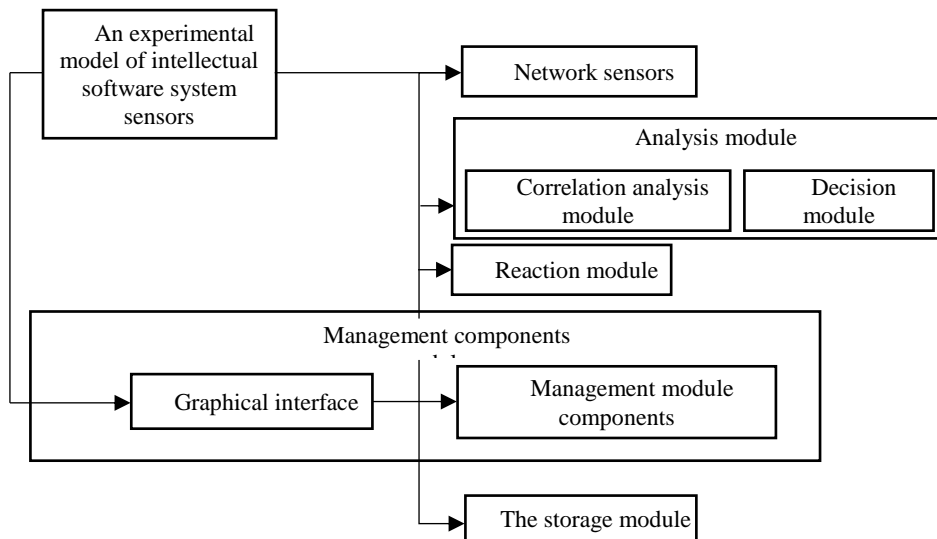 An experimental
model of intellectual
software system
sensors
Network sensors
Analysis module
Correlation analysis
module
Decision
module
Reaction module
Management components
Graphical interface
Management module
components
The storage module